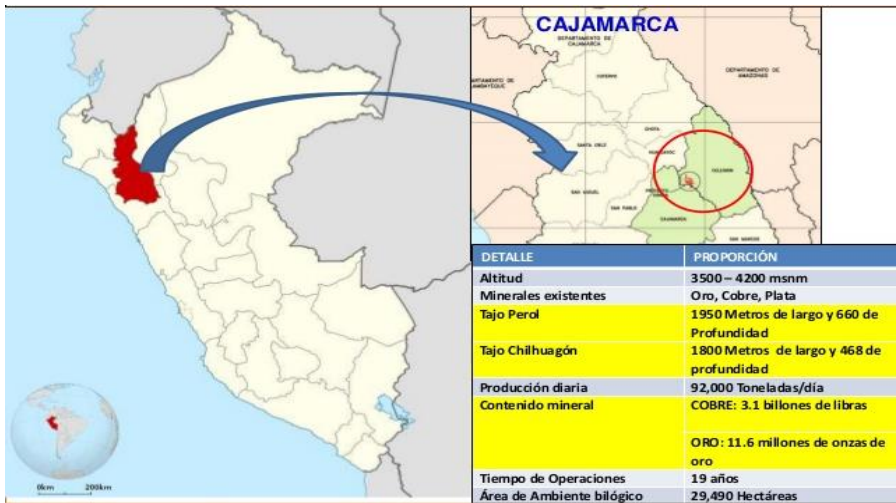 CAJAMARCA
DEPARTAMENTO DE
CAJAMARCA
DEPARTAMENTO DE
AMAZONAS
CUTERVO
CHOTA
SANTA CRUZ
CELENDIN
SAN MIGUEL
SAN PABLO
CAJAMARCA
SAN MARCOS
0km 200km
DETALLE PROPORCIÓN
Altitud 3500 – 4200 msnm
Minerales existentes Oro, Cobre, Plata
Tajo Perol 1950 Metros de largo y 660 de
Profundidad
Tajo Chilhuagón 1800 Metros de largo y 468 de
profundidad
Producción diaria 92,000 Toneladas/día
Contenido mineral COBRE: 3.1 billones de libras
ORO: 11.6 millones de onzas de
oro
Tiempo de Operaciones 19 años
Área de Ambiente bilógico 29,490 Hectáreas